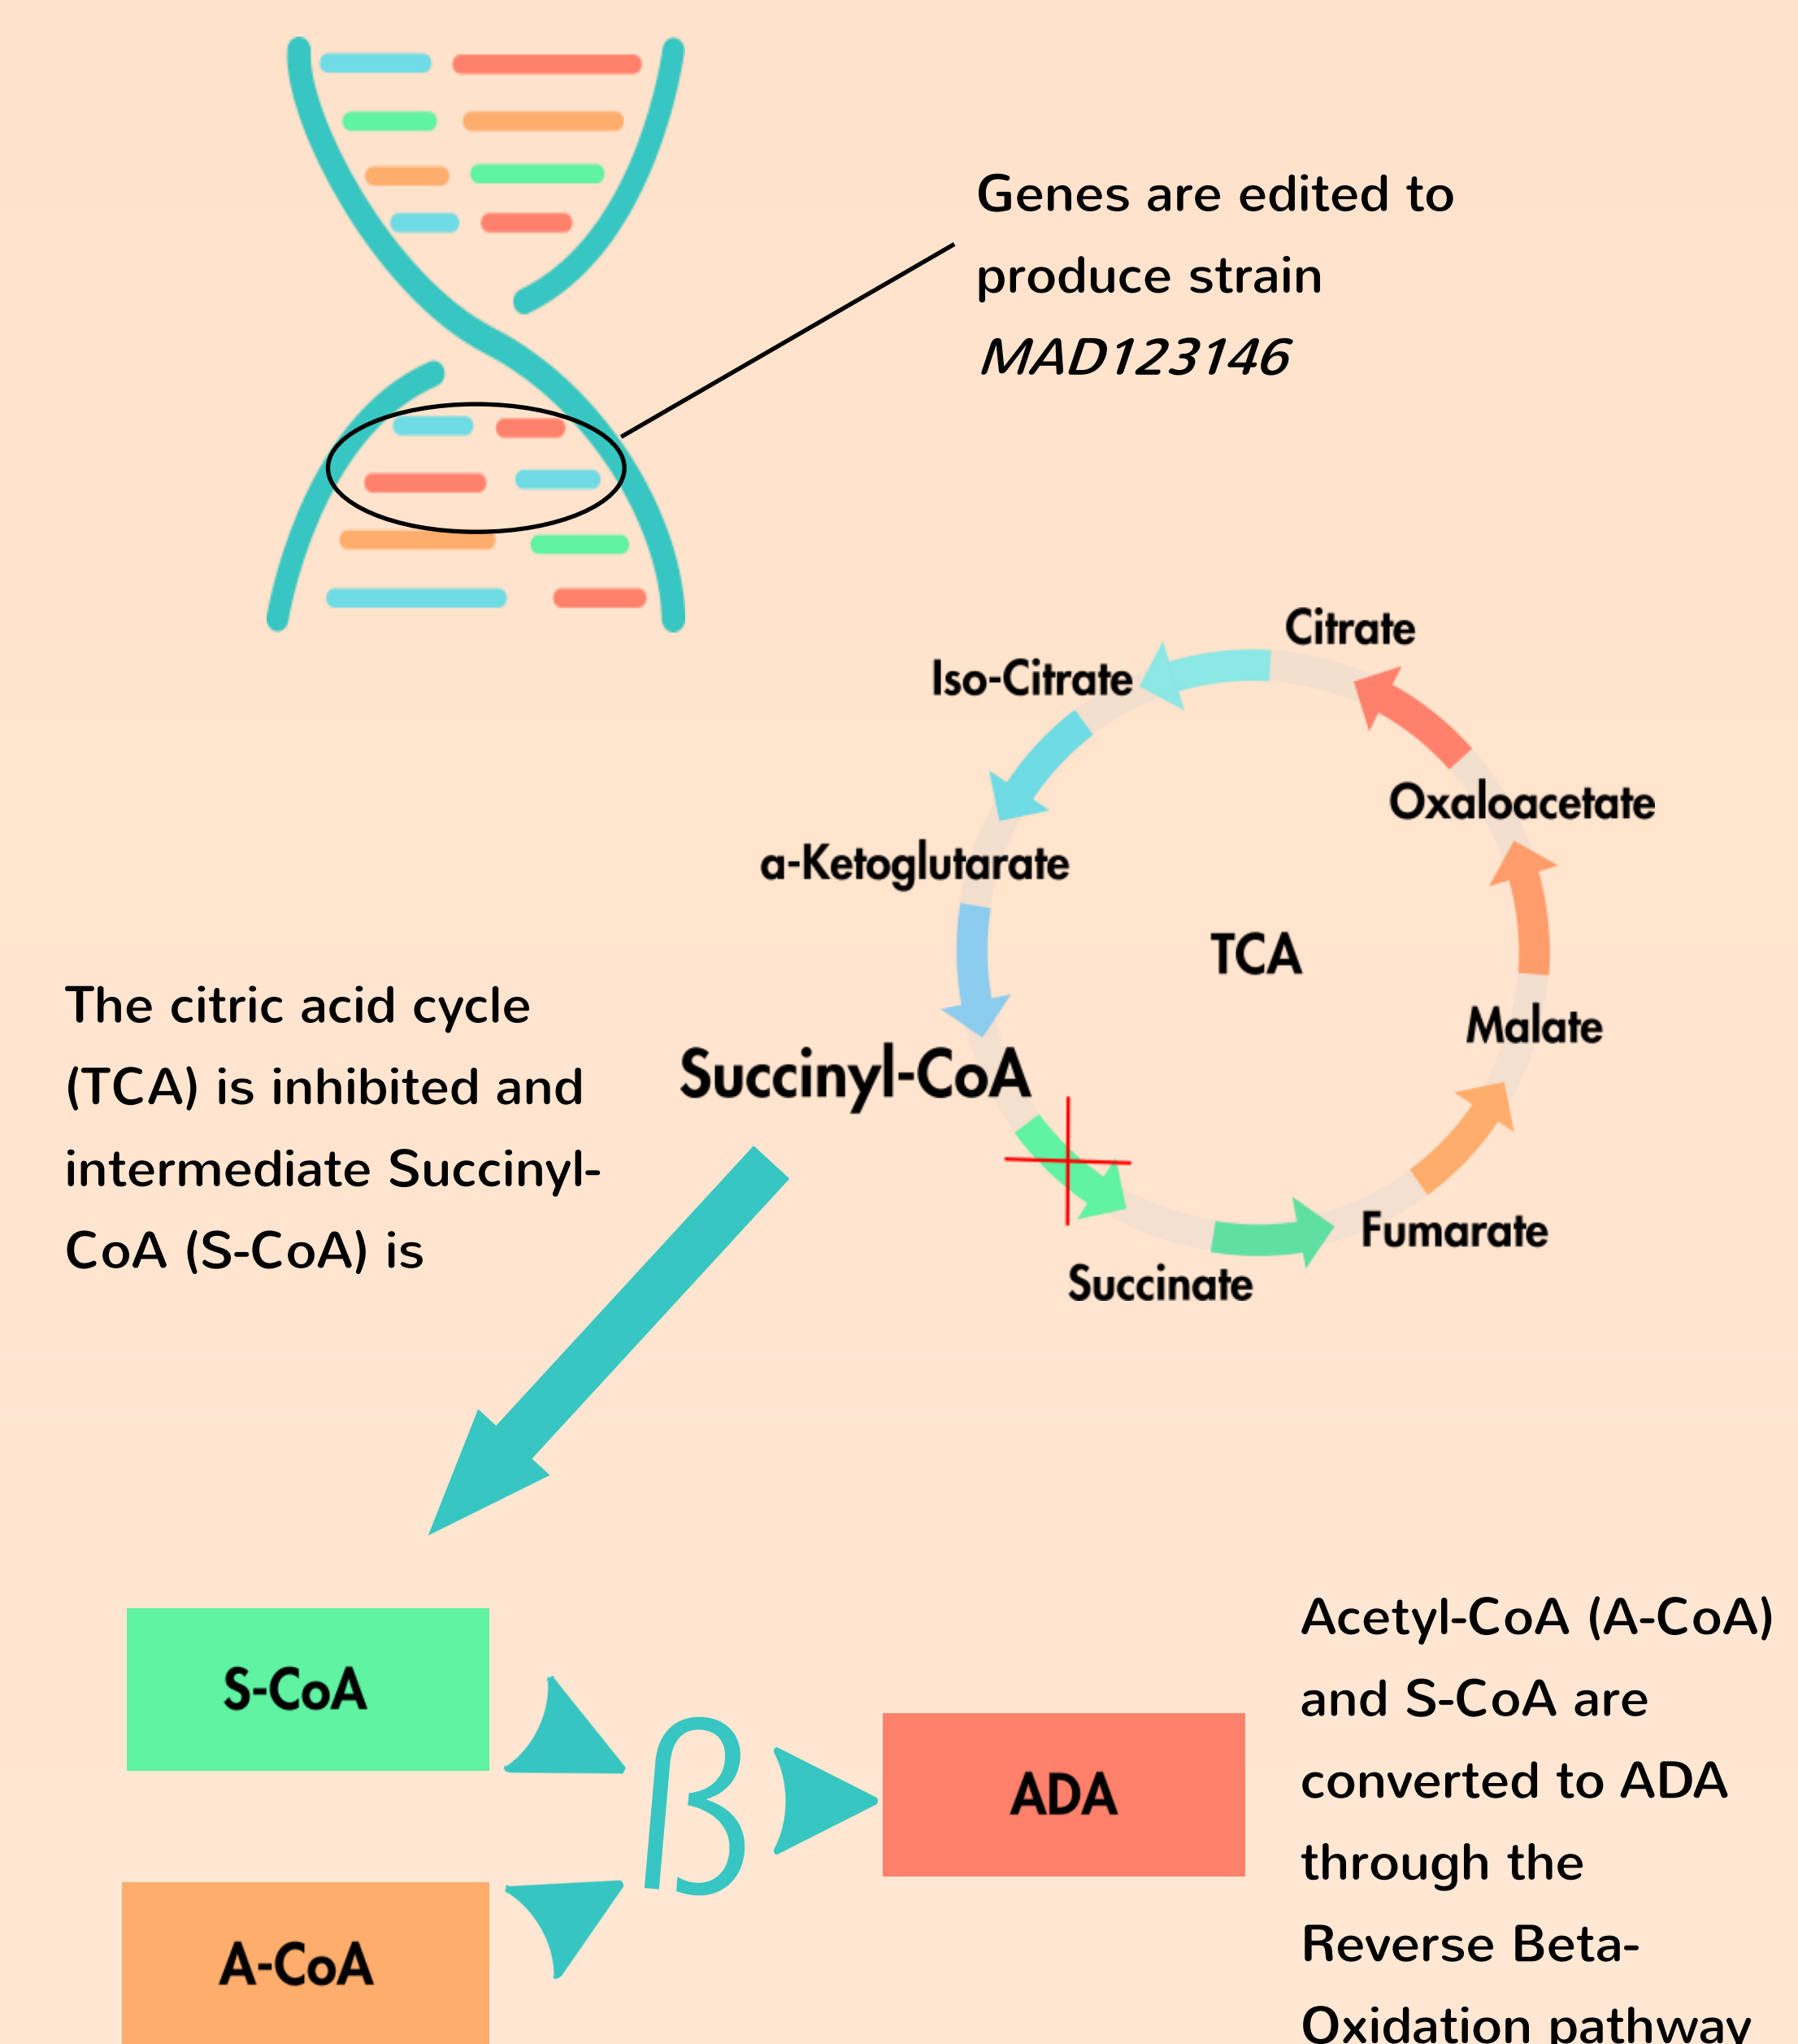 Genes are edited to
produce strain
MAD123146
Citrate
Iso-Citrate
Oxaloacetate
α-Ketoglutarate
TCA
Malate
Succinyl-CoA
Fumarate
Succinate
The citric acid cycle
(TCA) is inhibited and
intermediate Succinyl-
CoA (S-CoA) is
S-CoA
β
ADA
A-CoA
Acetyl-CoA (A-CoA)
and S-CoA are
converted to ADA
through the
Reverse Beta-
Oxidation pathway